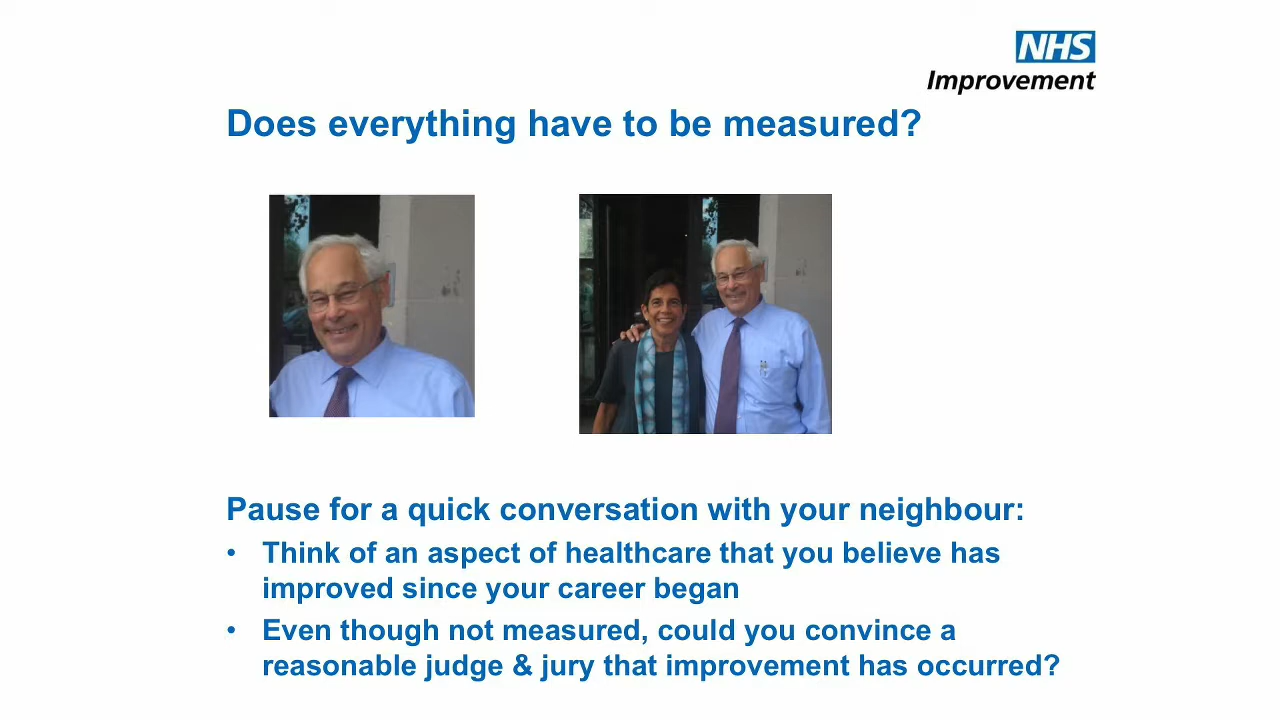 NHS
Improvement
Does everything have to be measured?
Pause for a quick conversation with your neighbour:
• Think of an aspect of healthcare that you believe has
improved since your career began
• Even though not measured, could you convince a
reasonable judge & jury that improvement has occurred?